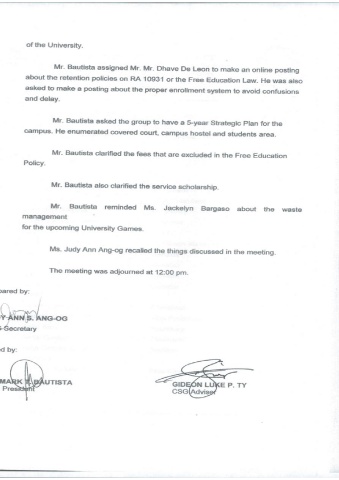 of the University.
Mr. Bautista assigned Mr. Mr. Dhave De Leon to make an online posting
about the retention policies on RA 10931 or the Free Education Law. He was also
asked to make a posting about the proper enrollment system to avoid confusions
and delay.
Mr. Bautista asked the group to have a 5-year Strategic Plan for the
campus. He enumerated covered court, campus hostel and students area.
Mr. Bautista clarified the fees that are excluded in the Free Education
Policy.
Mr. Bautista also clarified the service scholarship.
Mr. Bautista reminded Ms. Jackelyn Bargaso about the waste
management
for the upcoming University Games.
Ms. Judy Ann Ang-og recalled the things discussed in the meeting.
The meeting was adjourned at 12:00 pm.
pared by:
Y ANN S. ANG-OG
Secretary
d by:
MARK BAUTISTA
President
GIDEON LUKE P. TY
CSG Adviser